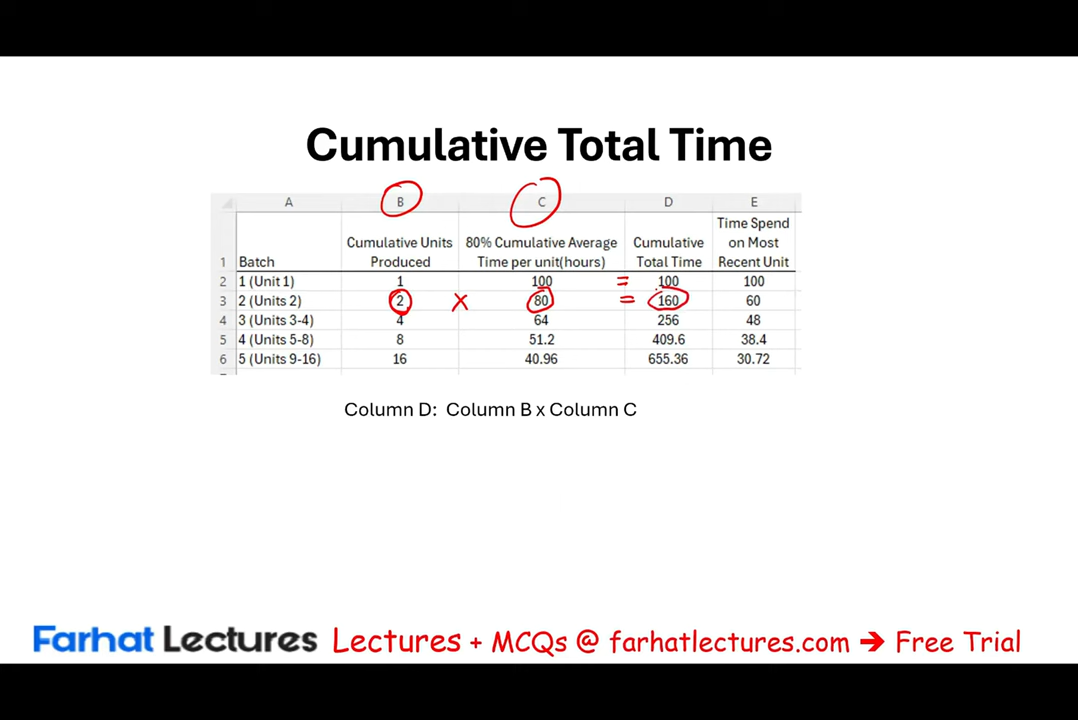 Cumulative Total Time
A B C D E
1 Batch Cumulative Units Produced 80% Cumulative Average Time per unit(hours) Cumulative Total Time Time Spend on Most Recent Unit
2 1 (Unit 1) 1 100 = 100 100
3 2 (Units 2) 2 x 80 = 160 60
4 3 (Units 3-4) 4 64 256 48
5 4 (Units 5-8) 8 51.2 409.6 38.4
6 5 (Units 9-16) 16 40.96 655.36 30.72
Column D: Column B x Column C
Farhat Lectures Lectures + MCQs @ farhatlectures.com ➔ Free Trial